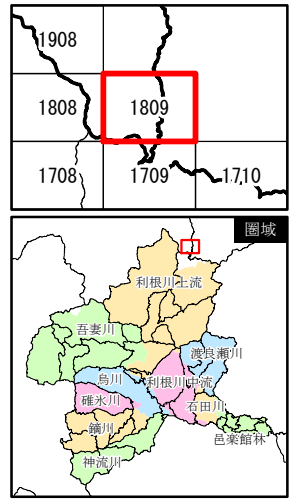 1908
1808 1809
1708 1709 1710
圏域
利根川上流
吾妻川
渡良瀬川
烏川 利根川中流
碓氷川
石田川
鏑川
邑楽館林
神流川